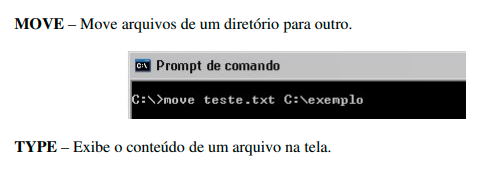 MOVE – Move arquivos de um diretório para outro.
Prompt de comando
C:\>move teste.txt C:\exemplo
TYPE – Exibe o conteúdo de um arquivo na tela.